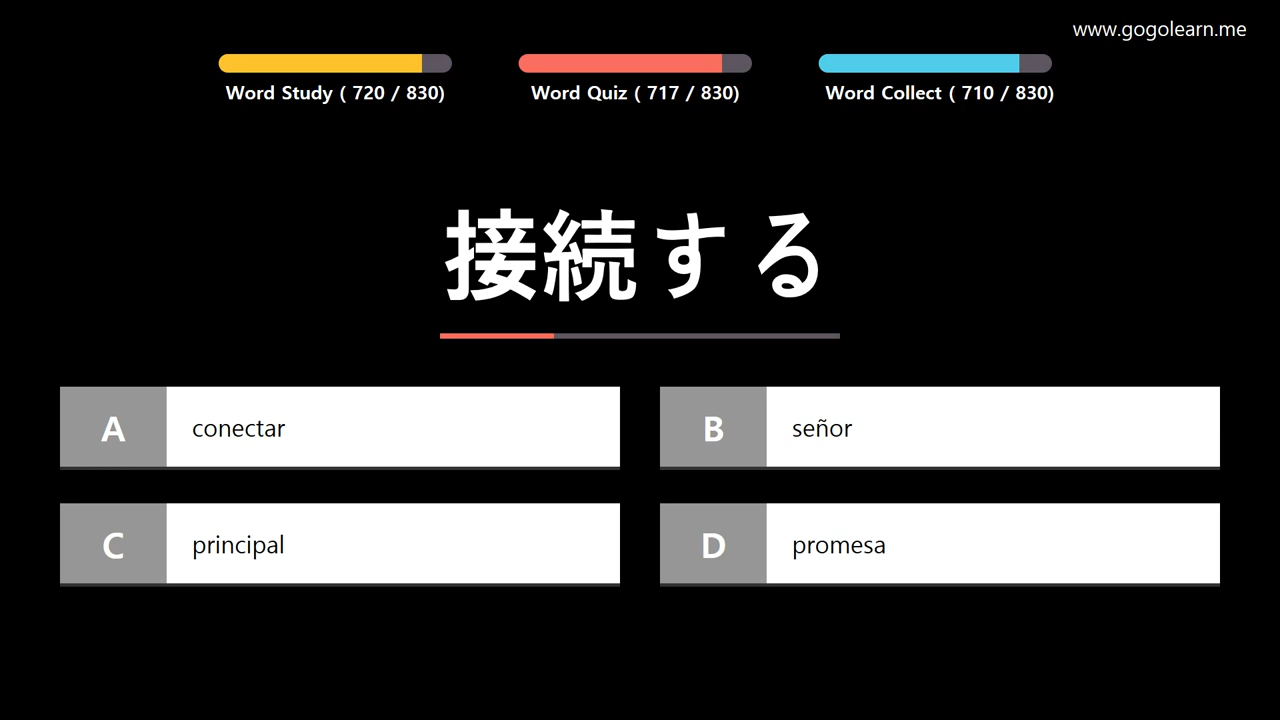 www.gogolearn.me
Word Study ( 720 / 830)
Word Quiz ( 717 / 830)
Word Collect ( 710 / 830)
接続する
A
conectar
B
señor
C
principal
D
promesa